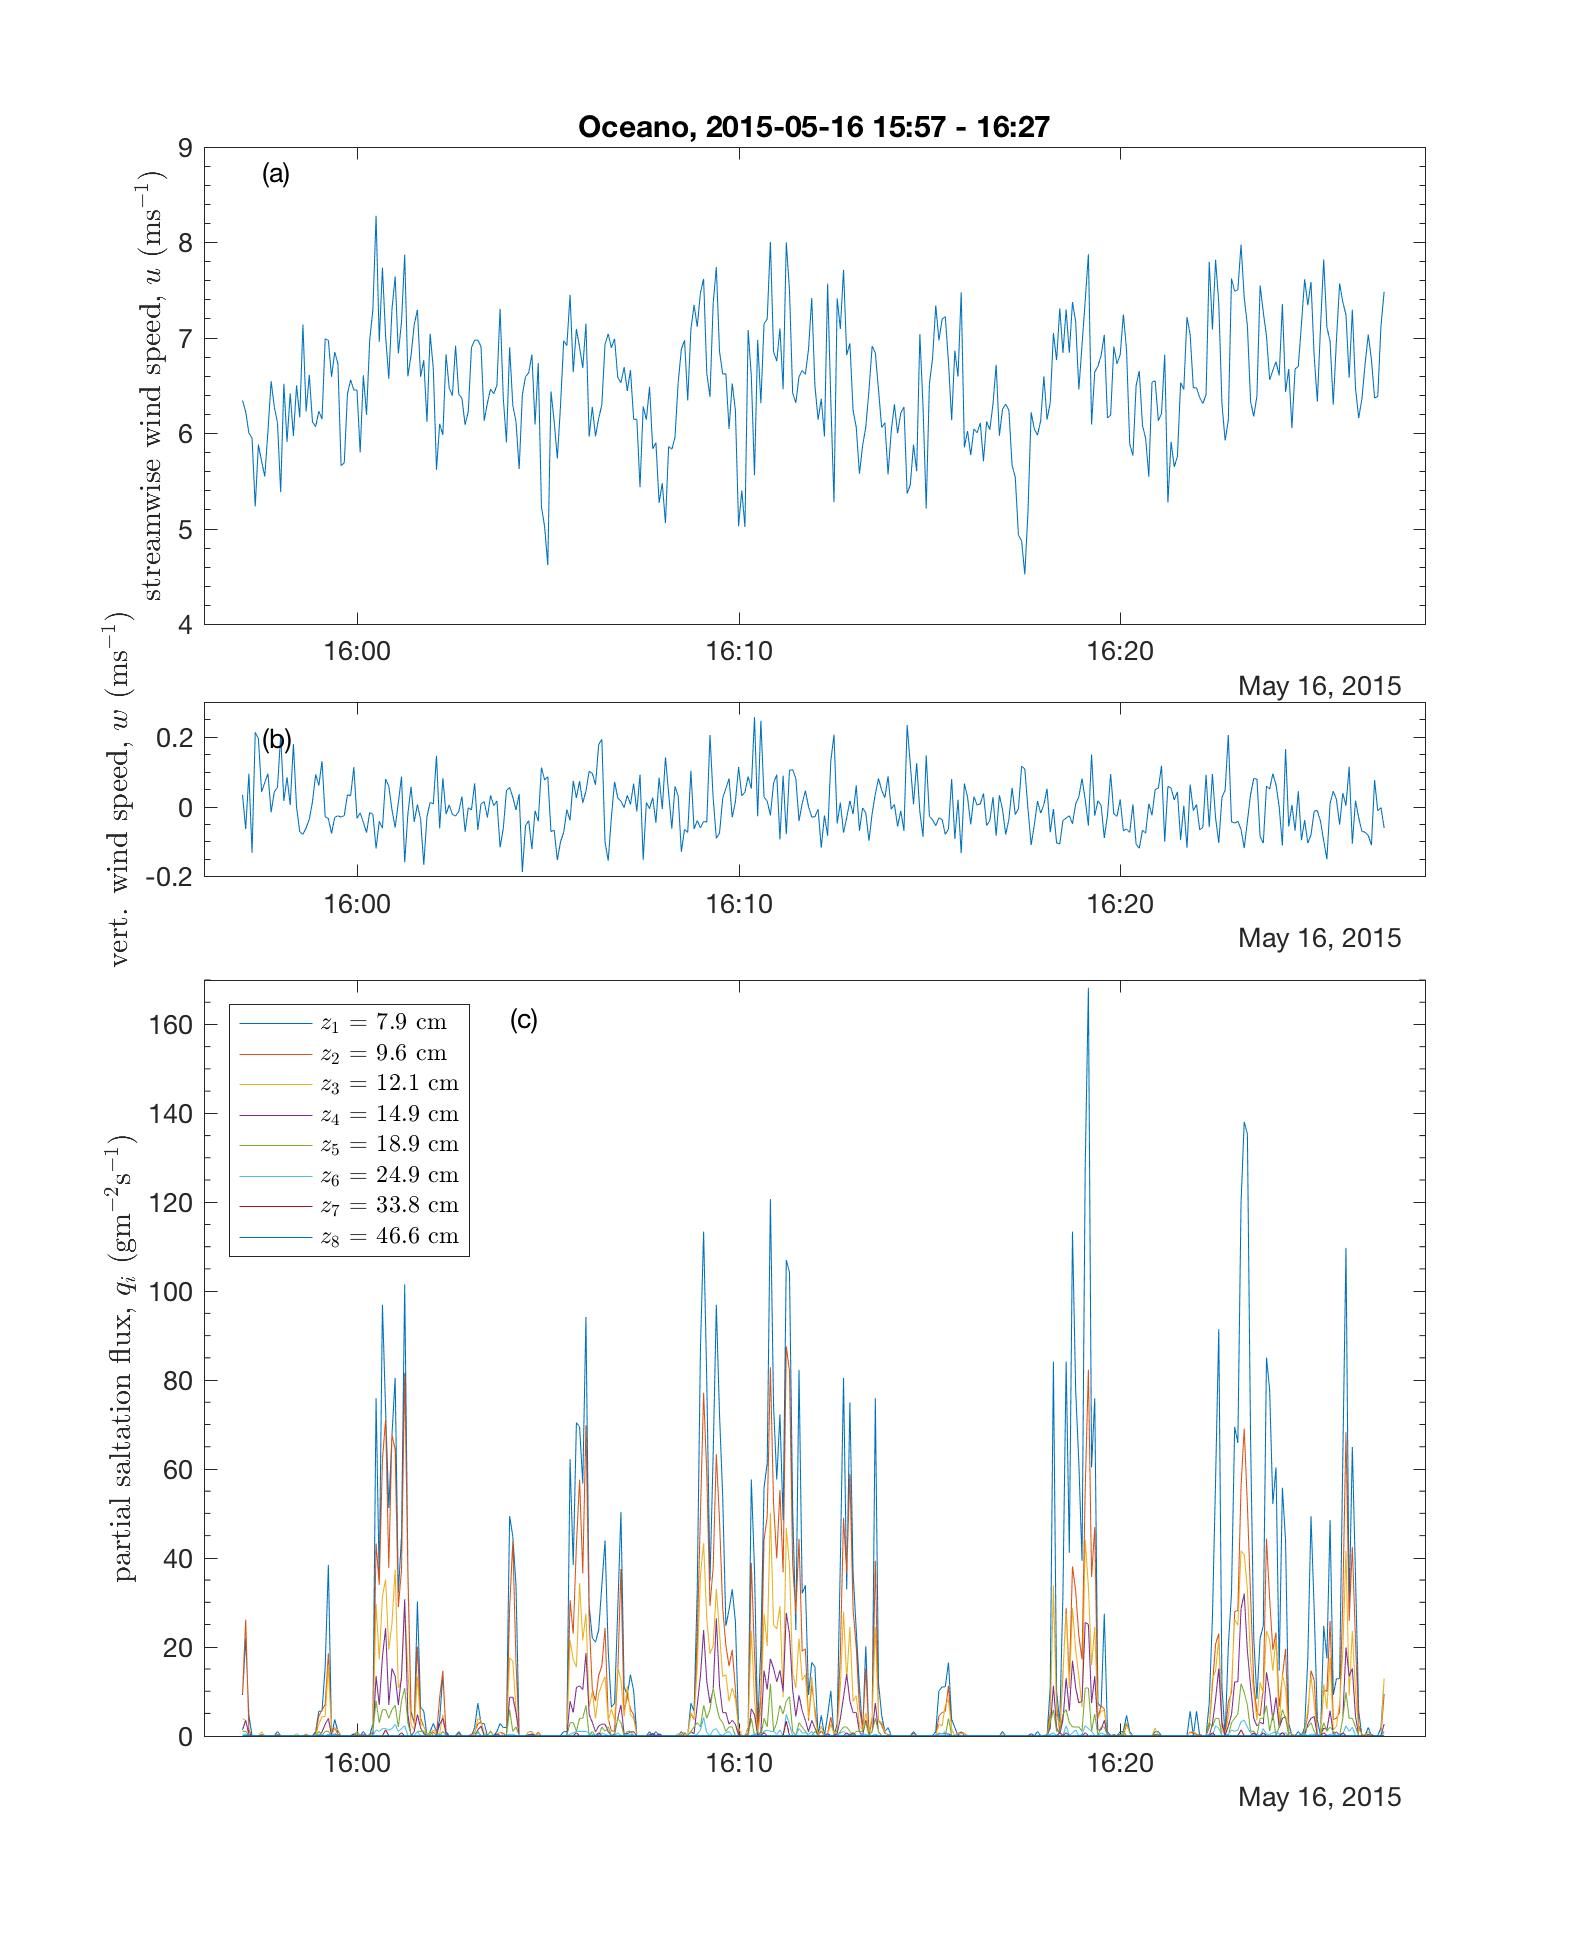 Oceano, 2015-05-16 15:57 - 16:27
(a)
streamwise wind speed, u (ms⁻¹)
9
8
7
6
5
4
16:00 16:10 16:20
May 16, 2015
(b)
vert. wind speed, w (ms⁻¹)
0.2
0
-0.2
16:00 16:10 16:20
May 16, 2015
(c)
partial saltation flux, qᵢ (gm⁻²s⁻¹)
160
140
120
100
80
60
40
20
0
z₁ = 7.9 cm
z₂ = 9.6 cm
z₃ = 12.1 cm
z₄ = 14.9 cm
z₅ = 18.9 cm
z₆ = 24.9 cm
z₇ = 33.8 cm
z₈ = 46.6 cm
16:00 16:10 16:20
May 16, 2015